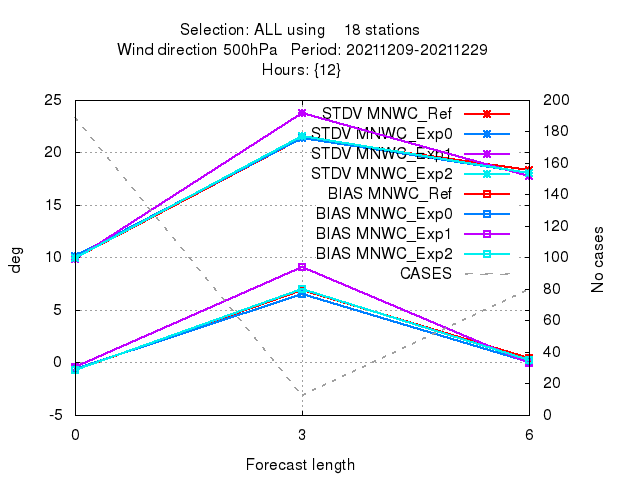 Selection: ALL using 18 stations
Wind direction 500hPa Period: 20211209-20211229
Hours: {12}
25 200
STDV MNWC_Ref
180
STDV MNWC_Exp0
20 160
STDV MNWC_Exp1
STDV MNWC_Exp2
140
BIAS MNWC_Ref
15
BIAS MNWC_Exp0
120
BIAS MNWC_Exp1
BIAS MNWC_Exp2
10 100
CASES
80
5
60
0 40
20
-5 0
0 3 6
deg
No cases
Forecast length